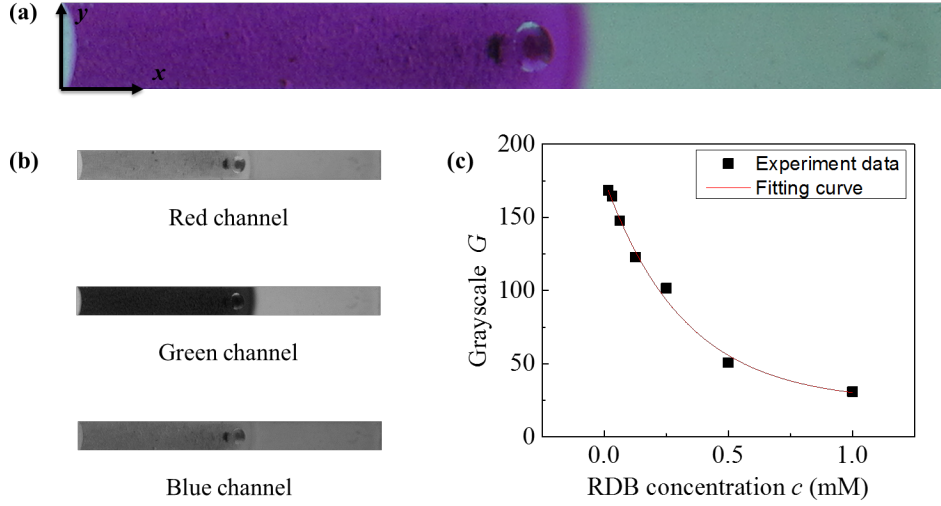 (a)
y
x
(b)
Red channel
Green channel
Blue channel
(c)
200
150
100
50
0
Grayscale G
Experiment data
Fitting curve
0.0 0.5 1.0
RDB concentration c (mM)